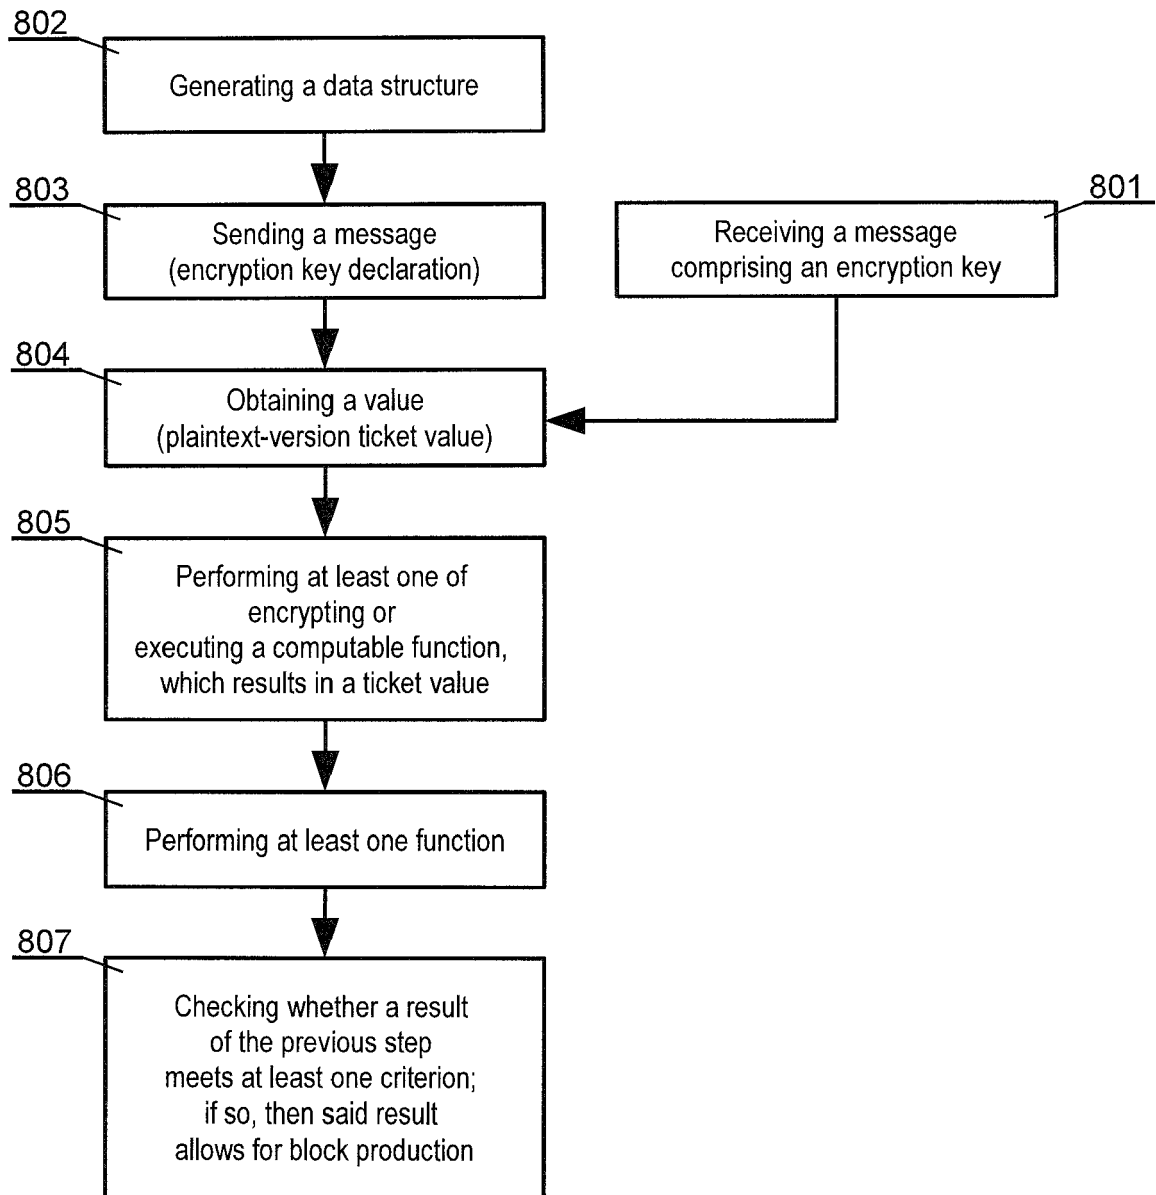 802
Generating a data structure
803
Sending a message
(encryption key declaration)
801
Receiving a message
comprising an encryption key
804
Obtaining a value
(plaintext-version ticket value)
805
Performing at least one of
encrypting or
executing a computable function,
which results in a ticket value
806
Performing at least one function
807
Checking whether a result
of the previous step
meets at least one criterion;
if so, then said result
allows for block production